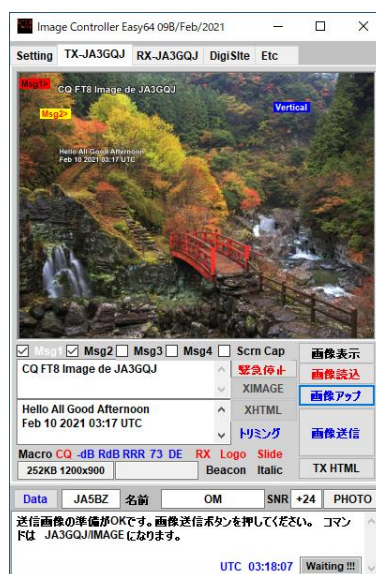 Image Controller Easy64 09B/Feb/2021
Setting TX-JA3GQJ RX-JA3GQJ DigiSIte Etc
Msg1>
CQ FT8 Image de JA3GQJ
Msg2>
Vertical
Hello All Good Afternoon
Feb 10 2021 03:17 UTC
Msg1 Msg2 Msg3 Msg4 Scrn Cap 画像表示
CQ FT8 Image de JA3GQJ
緊急停止 画像読込
XIMAGE 画像アップ
Hello All Good Afternoon
Feb 10 2021 03:17 UTC
XHTML
トリミング 画像送信
Macro CQ -dB RdB RRR 73 DE RX Logo Slide
252KB 1200x900 Beacon Italic TX HTML
Data JA5BZ 名前 OM SNR +24 PHOTO
送信画像の準備がOKです。画像送信ボタンを押してください。 コマン
ドは JA3GQJ/IMAGE になります。
UTC 03:18:07 Waiting !!!